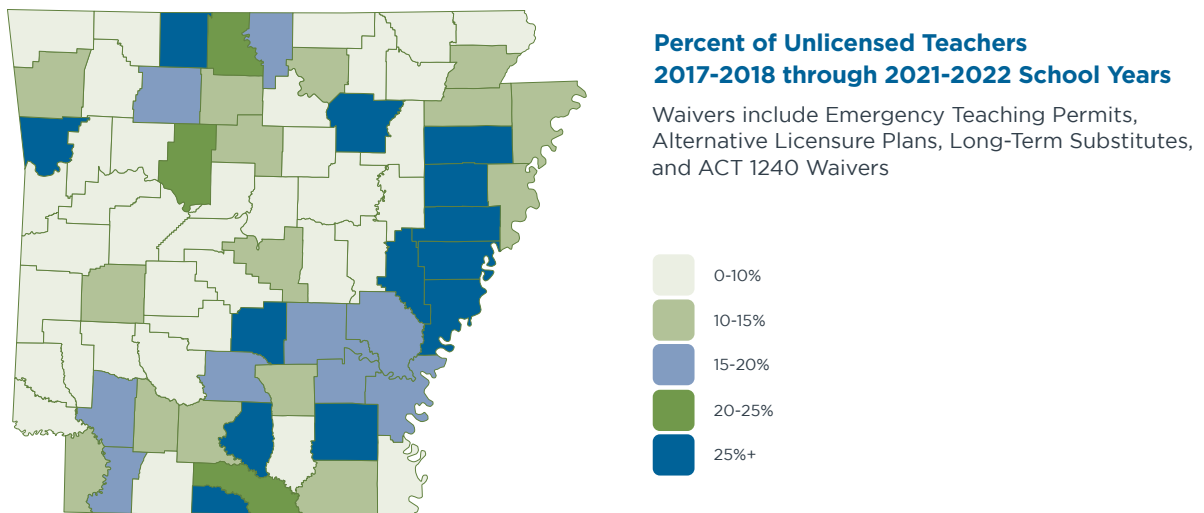 Percent of Unlicensed Teachers
2017-2018 through 2021-2022 School Years
Waivers include Emergency Teaching Permits,
Alternative Licensure Plans, Long-Term Substitutes,
and ACT 1240 Waivers
0-10%
10-15%
15-20%
20-25%
25%+